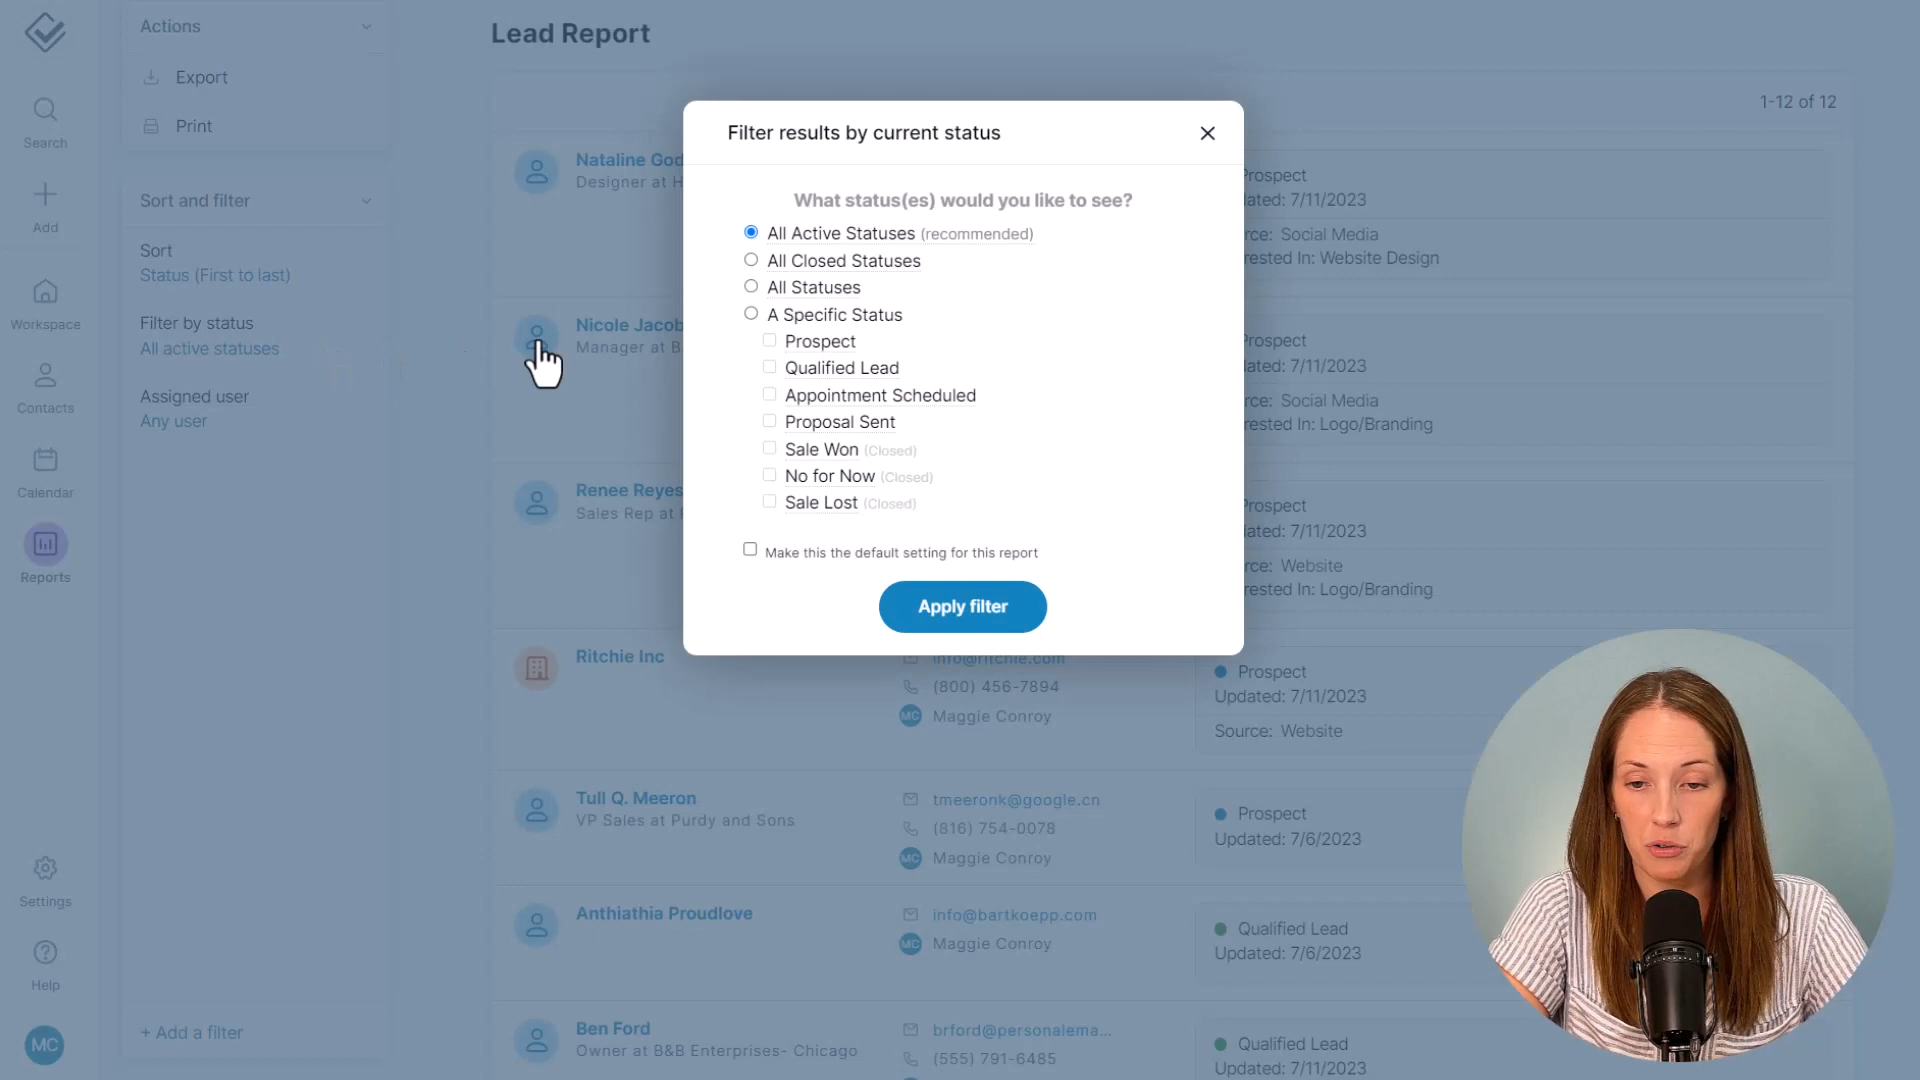 Search
Add
Workspace
Contacts
Calendar
Reports
Settings
Help
MC
Actions
Export
Print
Sort and filter
Sort
Status (First to last)
Filter by status
All active statuses
Assigned user
Any user
+ Add a filter
Lead Report
1-12 of 12
Filter results by current status
What status(es) would you like to see?
All Active Statuses (recommended)
All Closed Statuses
All Statuses
A Specific Status
Prospect
Qualified Lead
Appointment Scheduled
Proposal Sent
Sale Won (Closed)
No for Now (Closed)
Sale Lost (Closed)
Make this the default setting for this report
Apply filter
Nataline God
Designer at H
Prospect
ated: 7/11/2023
rce: Social Media
rested In: Website Design
Nicole Jacob
Manager at B
Prospect
ated: 7/11/2023
rce: Social Media
rested In: Logo/Branding
Renee Reyes
Sales Rep at
Prospect
ated: 7/11/2023
rce: Website
rested In: Logo/Branding
Ritchie Inc
info@ritchie.com
(800) 456-7894
MC Maggie Conroy
Prospect
Updated: 7/11/2023
Source: Website
Tull Q. Meeron
VP Sales at Purdy and Sons
tmeeronk@google.cn
(816) 754-0078
MC Maggie Conroy
Prospect
Updated: 7/6/2023
Anthiathia Proudlove
info@bartkoepp.com
MC Maggie Conroy
Qualified Lead
Updated: 7/6/2023
Ben Ford
Owner at B&B Enterprises- Chicago
brford@personalema...
(555) 791-6485
Qualified Lead
Updated: 7/11/2023